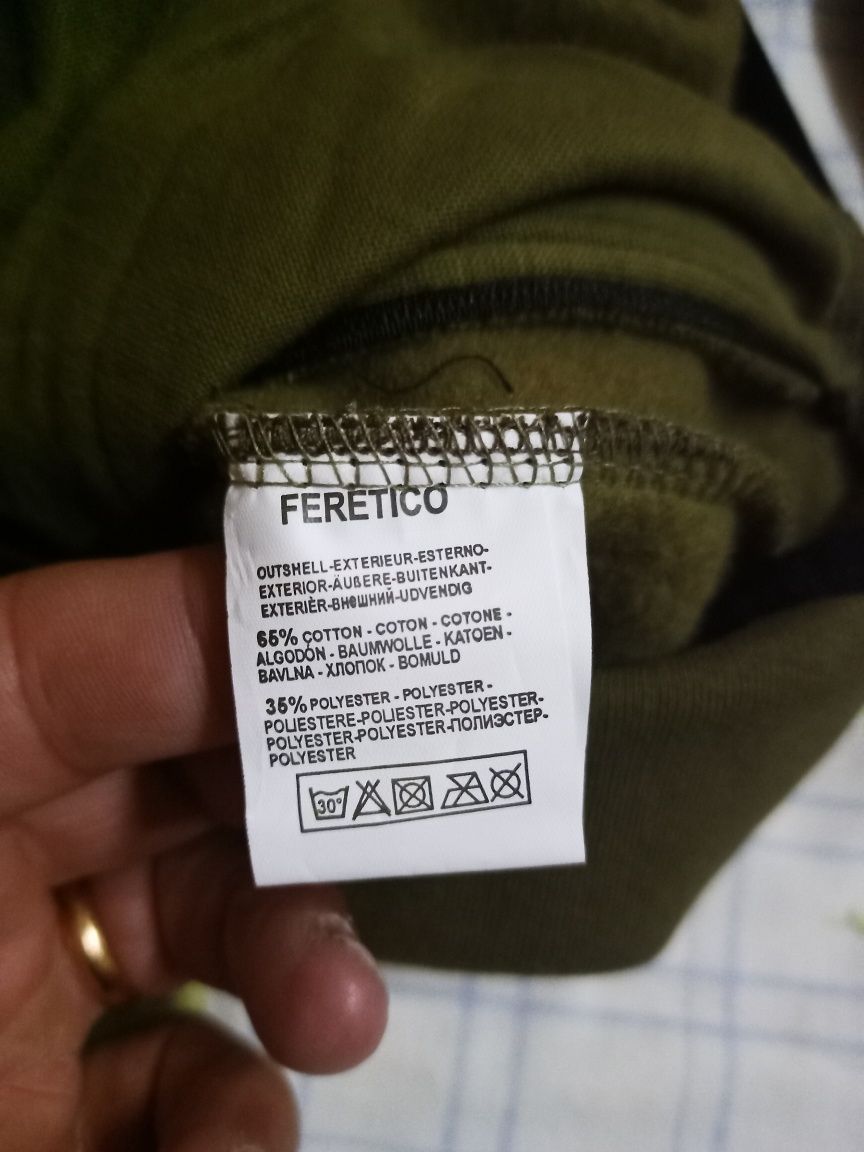 FERETICO
OUTSHELL-EXTERIEUR-ESTERNO-
EXTERIOR-ÄUßERE-BUITENKANT-
EXTERIÈR-ВНеШНИЙ-UDVENDIG
65% COTTON - COTON - COTONE -
ALGODÓN - BAUMWOLLE - KATOEN -
BAVLNA - ХЛОПОК - BOMULD
35% POLYESTER - POLYESTER -
POLIESTERE-POLIESTER-POLYESTER-
POLYESTER-POLYESTER-ПОЛИЭСТЕР-
POLYESTER
30°